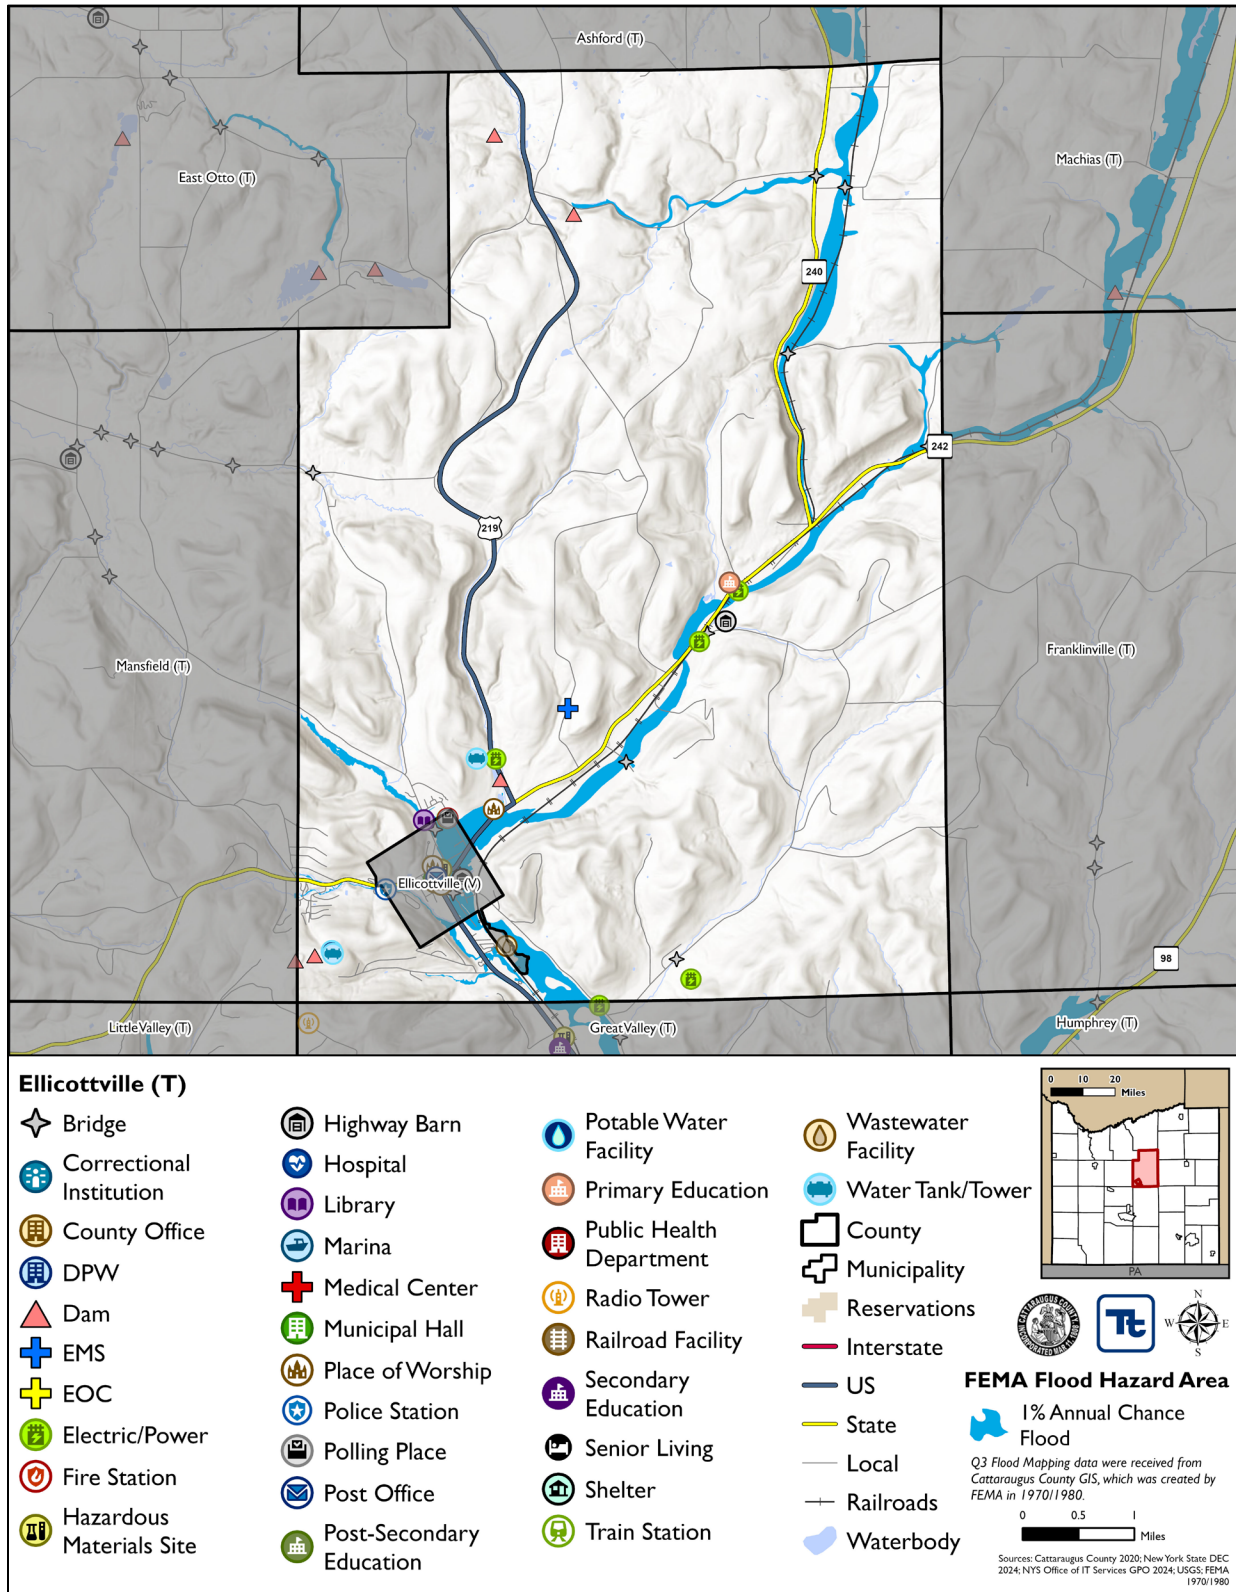 Ashford (T)
Machias (T)
East Otto (T)
240
242
219
Mansfield (T)
Franklinville (T)
Ellicottville (V)
98
Little Valley (T)
Great Valley (T)
Humphrey (T)
Ellicottville (T)
Bridge
Correctional
Institution
County Office
DPW
Dam
EMS
EOC
Electric/Power
Fire Station
Hazardous
Materials Site
Highway Barn
Hospital
Library
Marina
Medical Center
Municipal Hall
Place of Worship
Police Station
Polling Place
Post Office
Post-Secondary
Education
Potable Water
Facility
Primary Education
Public Health
Department
Radio Tower
Railroad Facility
Secondary
Education
Senior Living
Shelter
Train Station
Wastewater
Facility
Water Tank/Tower
County
Municipality
Reservations
Interstate
US
State
Local
Railroads
Waterbody
0 10 20
Miles
PA
CATTARAUGUS COUNTY
Tt
N
W E
S
FEMA Flood Hazard Area
1% Annual Chance
Flood
Q3 Flood Mapping data were received from
Cattaraugus County GIS, which was created by
FEMA in 1970/1980.
0 0.5 1
Miles
Sources: Cattaraugus County 2020; New York State DEC
2024; NYS Office of IT Services GPO 2024; USGS; FEMA
1970/1980